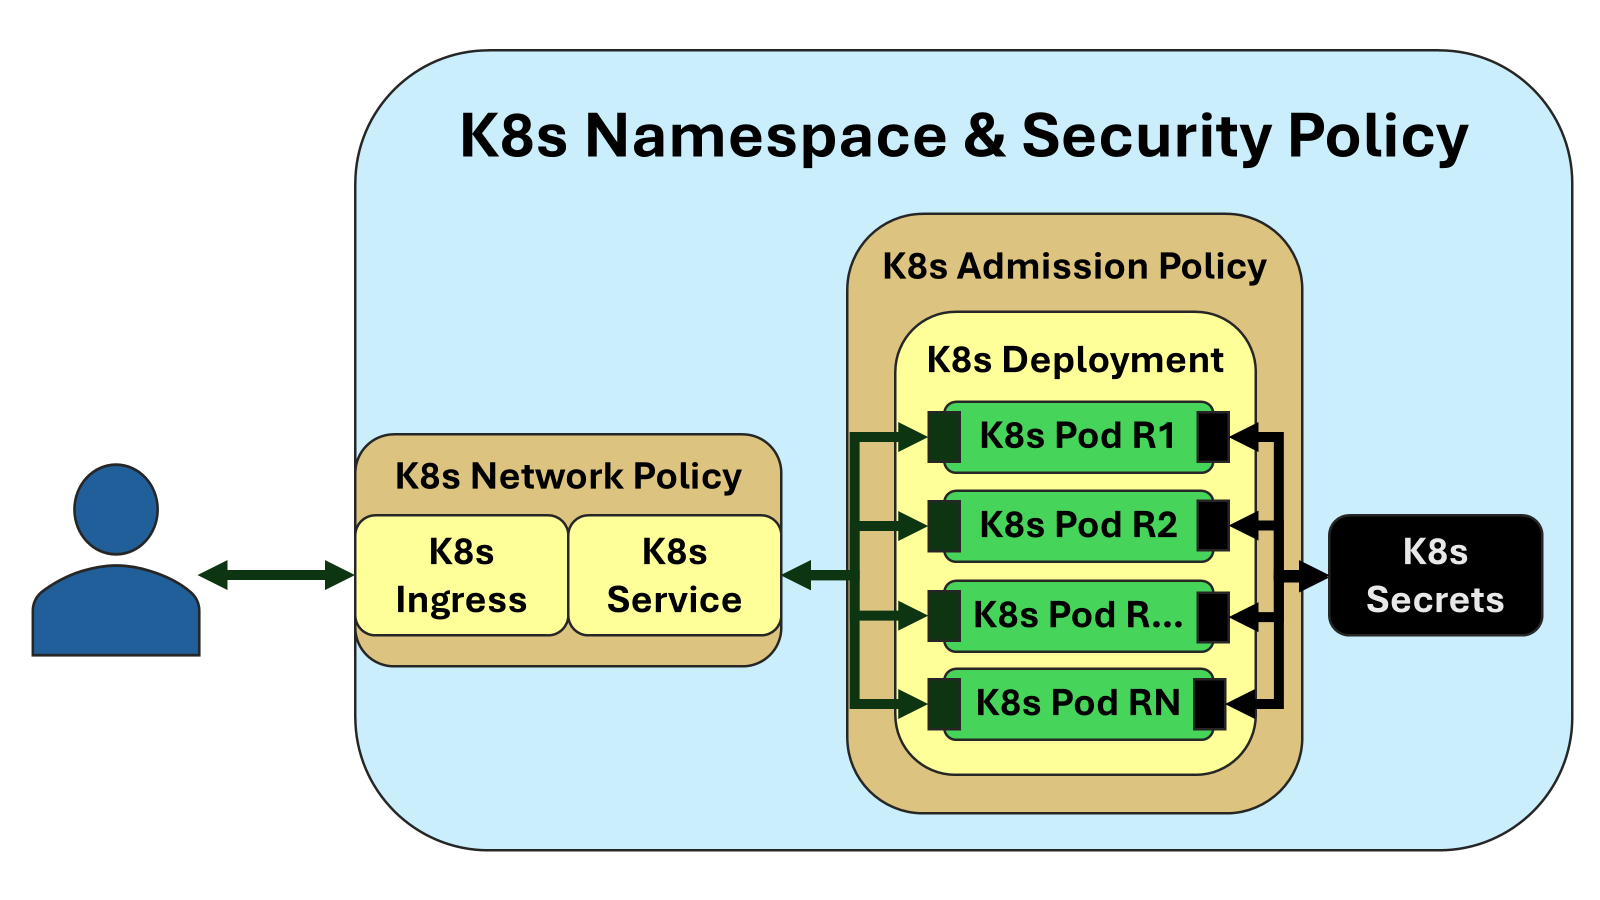 K8s Namespace & Security Policy
K8s Admission Policy
K8s Deployment
K8s Pod R1
K8s Pod R2
K8s Pod R...
K8s Pod RN
K8s Network Policy
K8s
Ingress
K8s
Service
K8s
Secrets